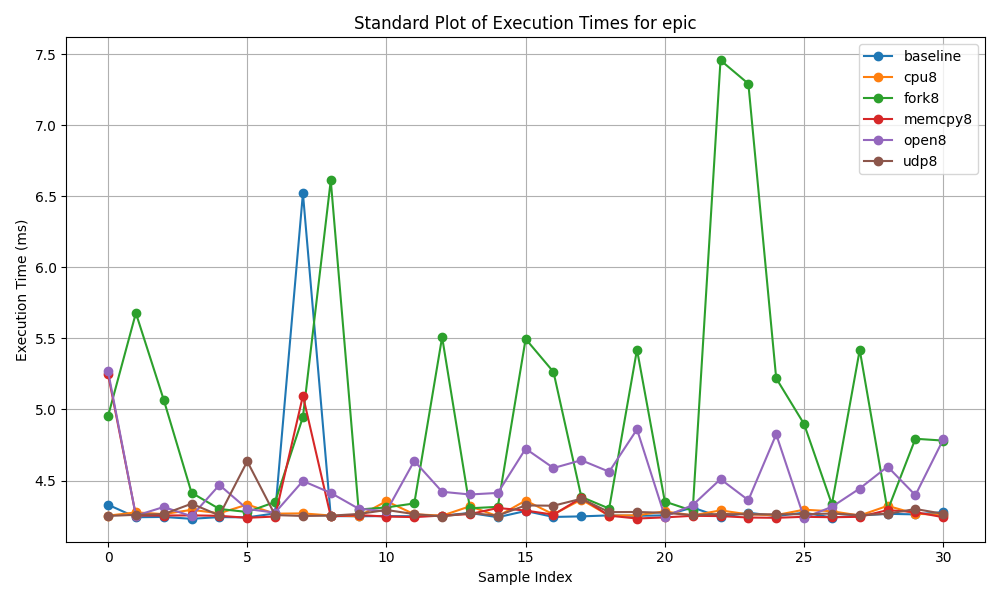 Standard Plot of Execution Times for epic
baseline
cpu8
fork8
memcpy8
open8
udp8
Execution Time (ms)
7.5
7.0
6.5
6.0
5.5
5.0
4.5
0 5 10 15 20 25 30
Sample Index